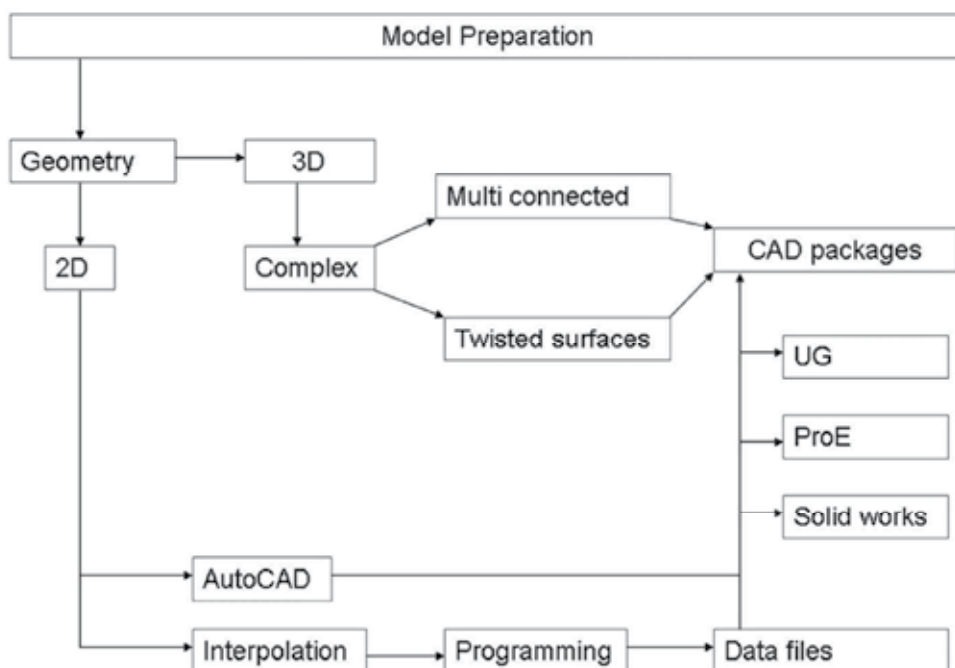 Model Preparation
Geometry
3D
Multi connected
2D
Complex
CAD packages
Twisted surfaces
UG
ProE
Solid works
AutoCAD
Interpolation
Programming
Data files